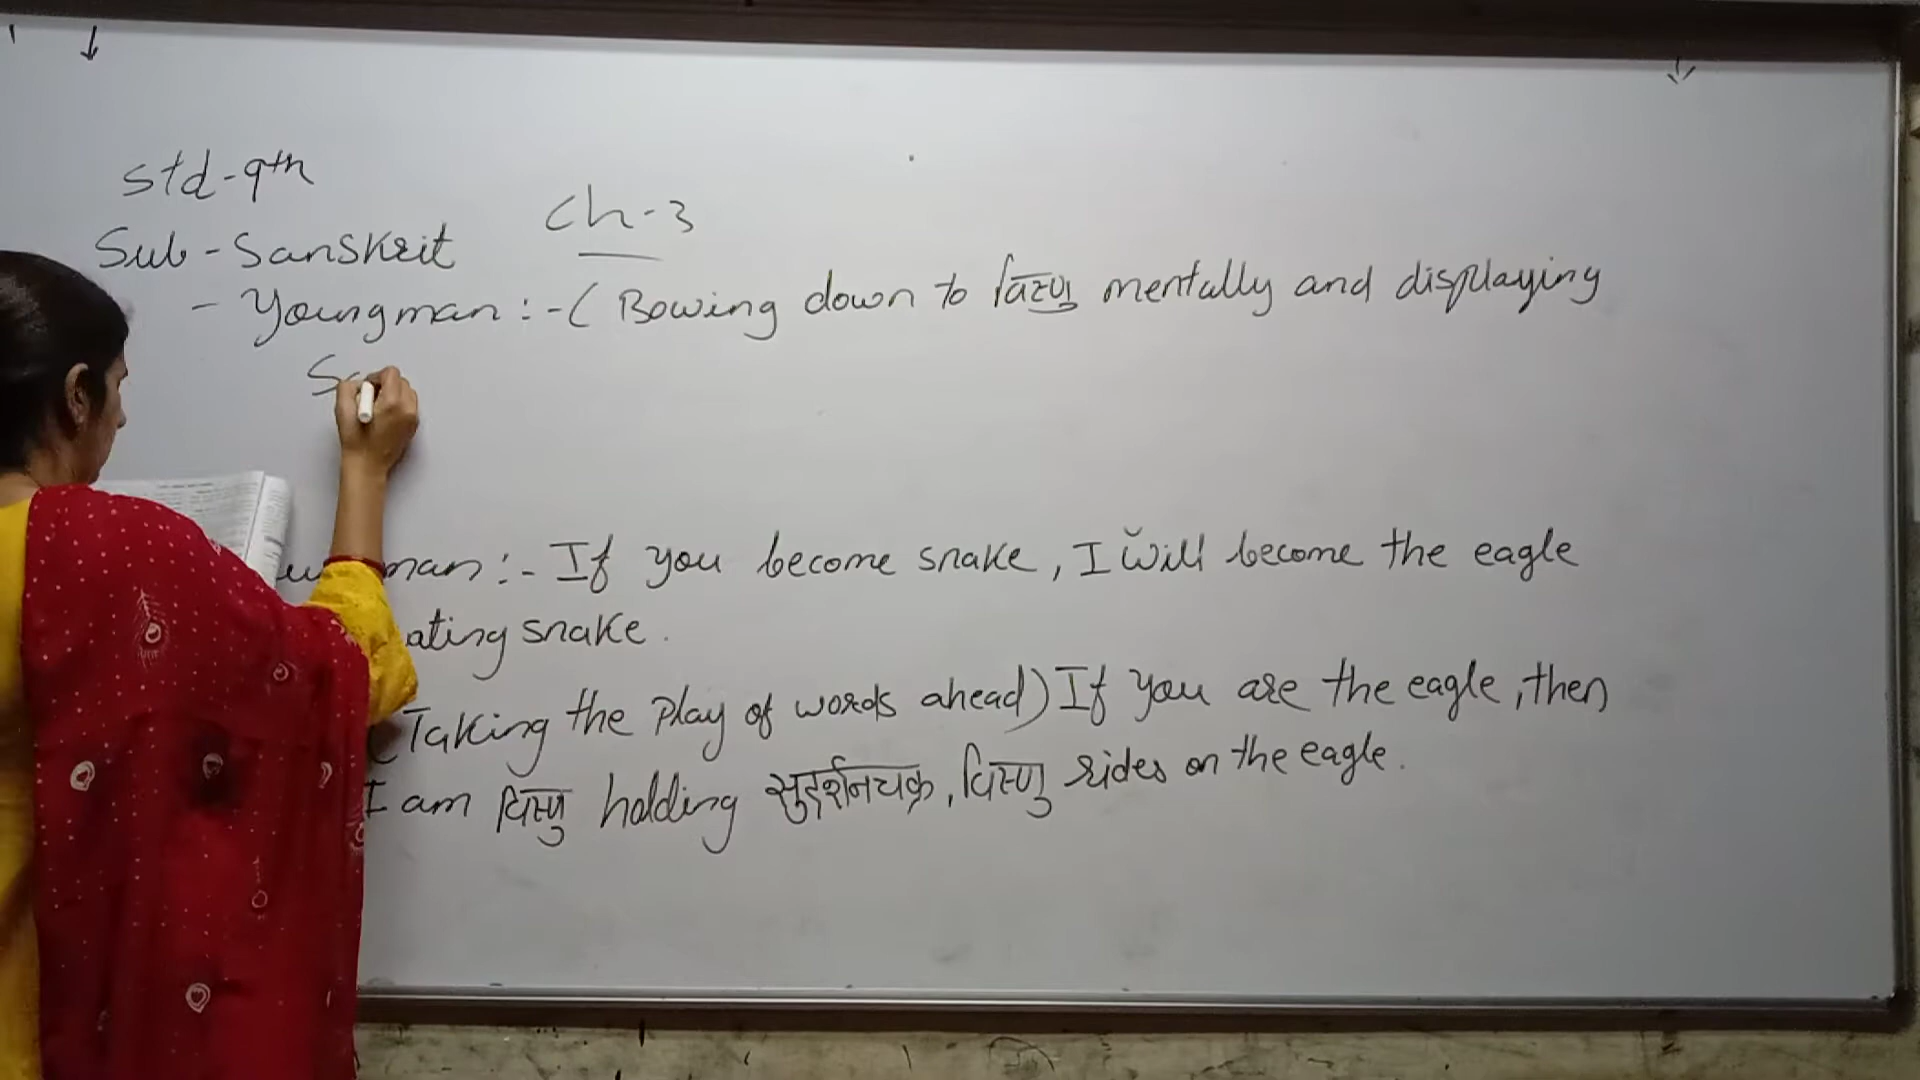 Std-9th
Sub-Sanskrit
Ch-3
- Youngman :- ( Bowing down to विष्णु mentally and displaying
man :- If you become snake, I will become the eagle
ating snake.
(Taking the play of words ahead) If you are the eagle, then
I am विष्णु holding सुदर्शनचक्र, विष्णु rides on the eagle.